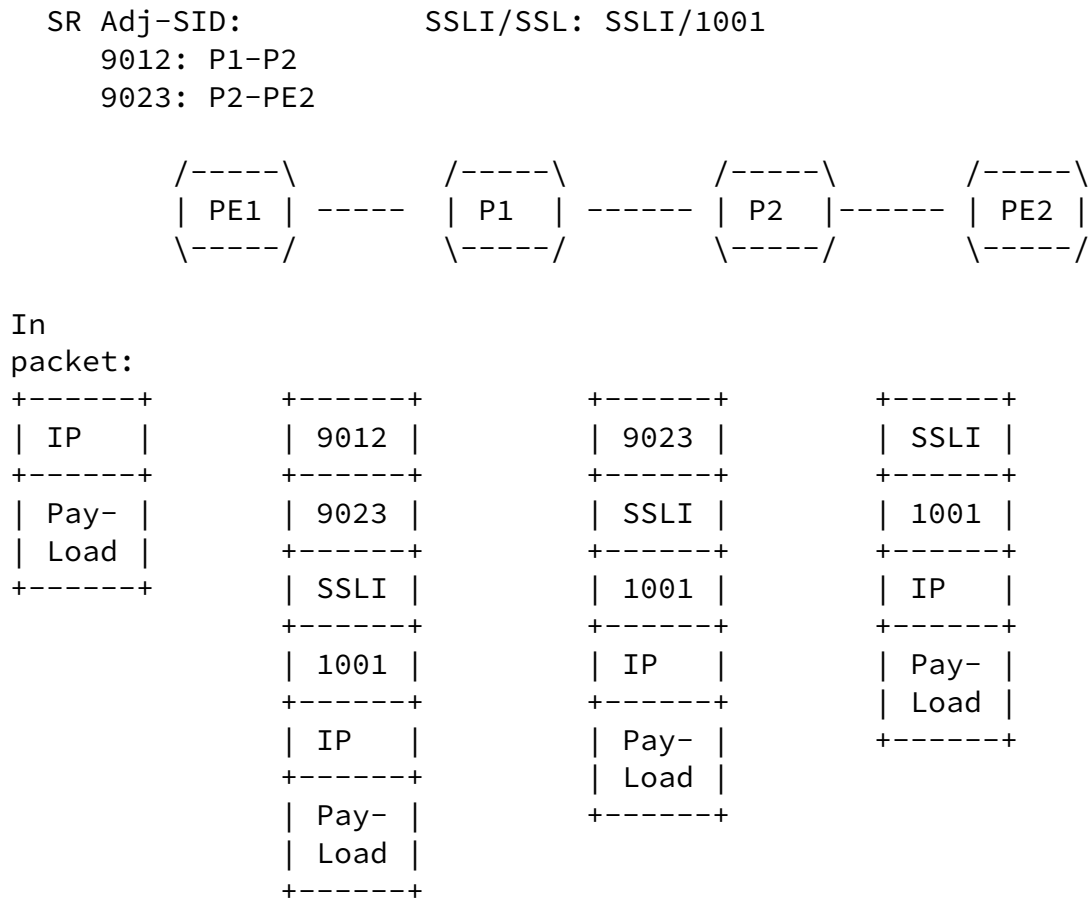 SR Adj-SID: SSLI/SSL: SSLI/1001
9012: P1-P2
9023: P2-PE2
/-----\ /-----\ /-----\ /-----\
| PE1 | ----- | P1 | ------ | P2 |------ | PE2 |
\-----/ \-----/ \-----/ \-----/
In
packet:
+------+ +------+ +------+ +------+
| IP | | 9012 | | 9023 | | SSLI |
+------+ +------+ +------+ +------+
| Pay- | | 9023 | | SSLI | | 1001 |
| Load | +------+ +------+ +------+
+------+ | SSLI | | 1001 | | IP |
+------+ +------+ +------+
| 1001 | | IP | | Pay- |
+------+ +------+ | Load |
| IP | | Pay- | +------+
+------+ | Load |
| Pay- | +------+
| Load |
+------+